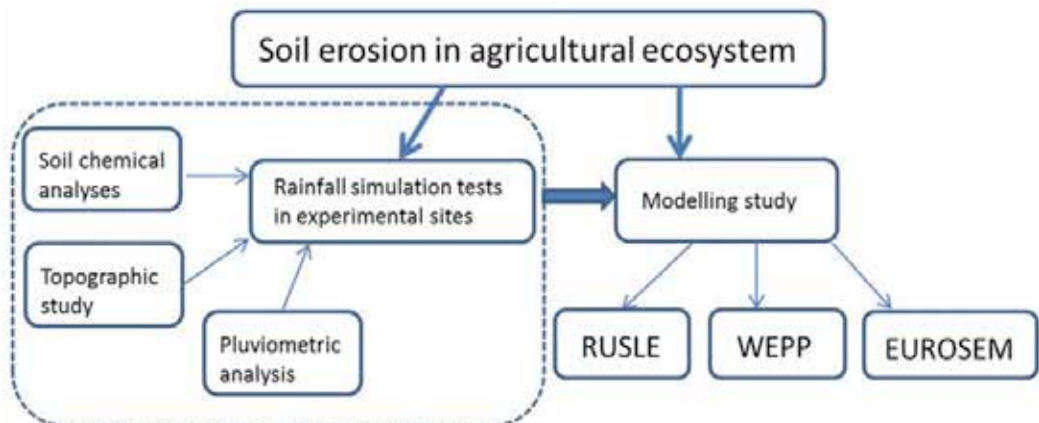 Soil erosion in agricultural ecosystem
Soil chemical
analyses
Rainfall simulation tests
in experimental sites
Modelling study
Topographic
study
Pluviometric
analysis
RUSLE
WEPP
EUROSEM